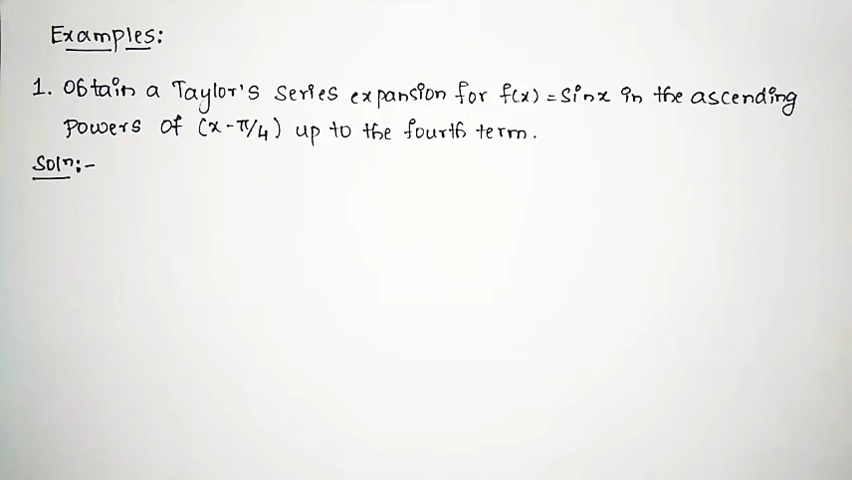 Examples:
1. Obtain a Taylor's series expansion for f(x) = sinx in the ascending
powers of (x-π/4) up to the fourth term.
Solⁿ:-